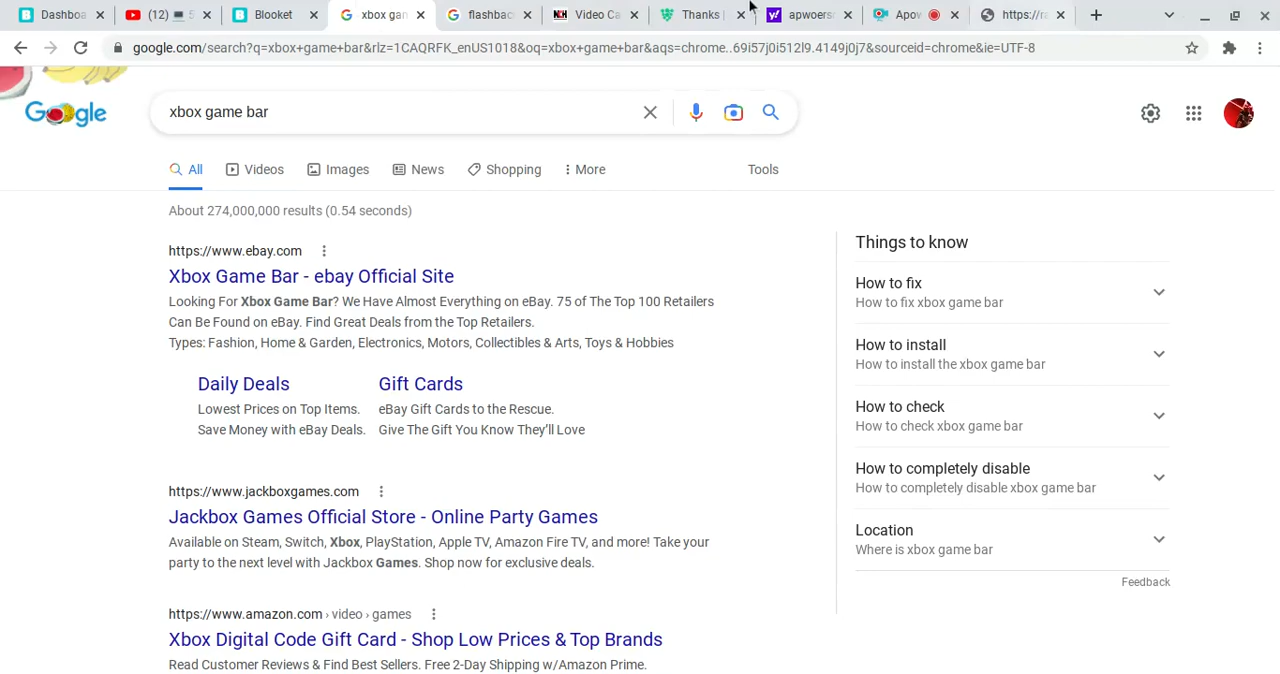 Dashboa
(12) 💻 S
Blooket
xbox gan
flashbac
Video Ca
Thanks |
apwoersr
Apow
https://ra
google.com/search?q=xbox+game+bar&rlz=1CAQRFK_enUS1018&oq=xbox+game+bar&aqs=chrome..69i57j0i512l9.4149j0j7&sourceid=chrome&ie=UTF-8
Google
xbox game bar
All Videos Images News Shopping More Tools
About 274,000,000 results (0.54 seconds)
https://www.ebay.com
Xbox Game Bar - ebay Official Site
Looking For Xbox Game Bar? We Have Almost Everything on eBay. 75 of The Top 100 Retailers
Can Be Found on eBay. Find Great Deals from the Top Retailers.
Types: Fashion, Home & Garden, Electronics, Motors, Collectibles & Arts, Toys & Hobbies
Daily Deals
Lowest Prices on Top Items.
Save Money with eBay Deals.
Gift Cards
eBay Gift Cards to the Rescue.
Give The Gift You Know They'll Love
https://www.jackboxgames.com
Jackbox Games Official Store - Online Party Games
Available on Steam, Switch, Xbox, PlayStation, Apple TV, Amazon Fire TV, and more! Take your
party to the next level with Jackbox Games. Shop now for exclusive deals.
https://www.amazon.com › video › games
Xbox Digital Code Gift Card - Shop Low Prices & Top Brands
Read Customer Reviews & Find Best Sellers. Free 2-Day Shipping w/Amazon Prime.
Things to know
How to fix
How to fix xbox game bar
How to install
How to install the xbox game bar
How to check
How to check xbox game bar
How to completely disable
How to completely disable xbox game bar
Location
Where is xbox game bar
Feedback